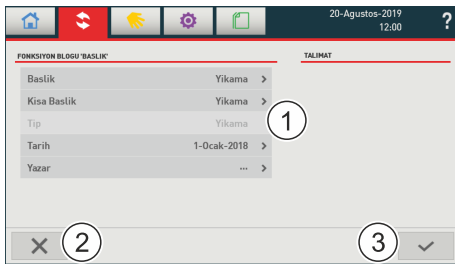 20-Agustos-2019
12:00
?
FONKSIYON BLOGU 'BASLIK'
TALIMAT
Baslik Yikama >
Kisa Baslik Yikama >
Tip Yikama
Tarih 1-Ocak-2018 >
Yazar ... >
1
2
3